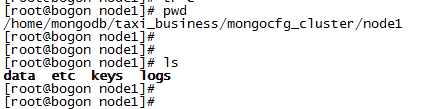 [root@bogon node1]# pwd
/home/mongodb/taxi_business/mongocfg_cluster/node1
[root@bogon node1]#
[root@bogon node1]#
[root@bogon node1]# ls
data etc keys logs
[root@bogon node1]#
[root@bogon node1]#